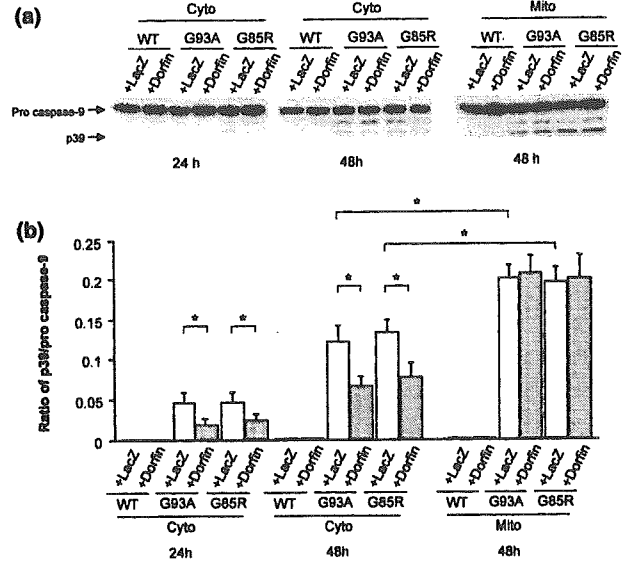 (a)
Cyto Cyto Mito
WT G93A G85R WT G93A G85R WT G93A G85R
+LacZ +Dorfin +LacZ +Dorfin +LacZ +Dorfin +LacZ +Dorfin +LacZ +Dorfin +LacZ +Dorfin +LacZ +Dorfin +LacZ +Dorfin +LacZ +Dorfin
Pro caspase-9
p39
24 h 48h 48 h
(b)
Ratio of p39/pro caspase-9
0.25
0.2
0.15
0.1
0.05
0
* * * * * *
+LacZ +Dorfin +LacZ +Dorfin +LacZ +Dorfin +LacZ +Dorfin +LacZ +Dorfin +LacZ +Dorfin +LacZ +Dorfin +LacZ +Dorfin +LacZ +Dorfin
WT G93A G85R WT G93A G85R WT G93A G85R
Cyto Cyto Mito
24h 48h 48h